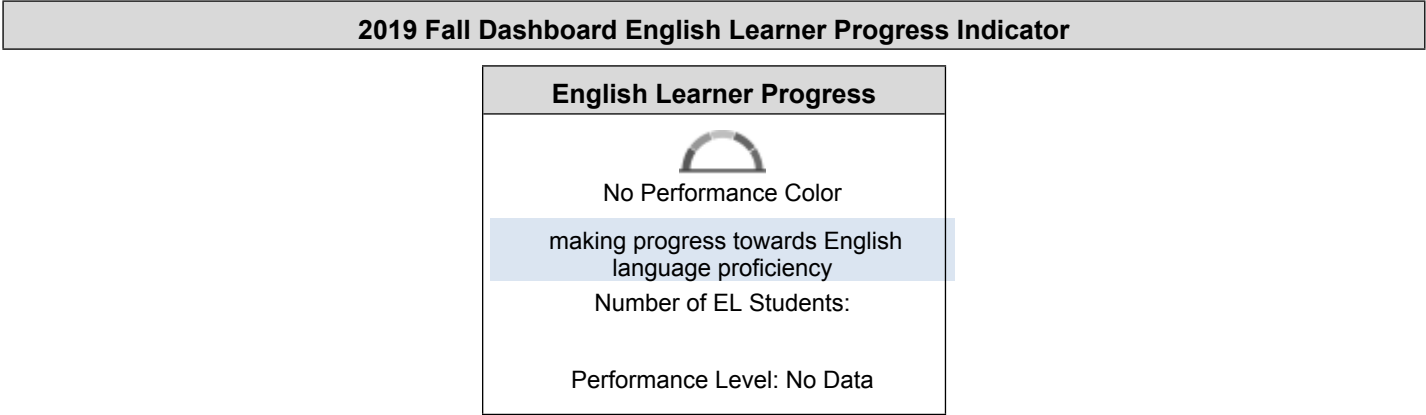 2019 Fall Dashboard English Learner Progress Indicator
English Learner Progress
No Performance Color
making progress towards English
language proficiency
Number of EL Students:
Performance Level: No Data